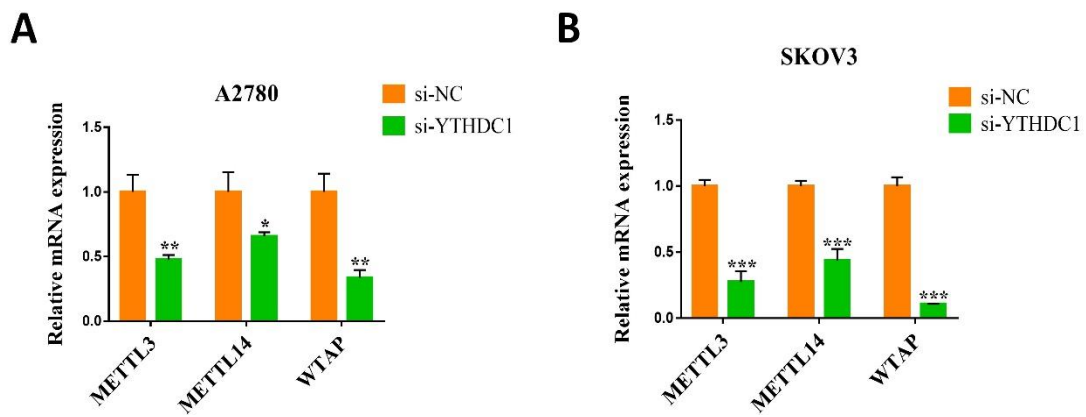 A
A2780
si-NC
si-YTHDC1
Relative mRNA expression
1.5
1.0
0.5
0.0
**
*
**
METTL3
METTL14
WTAP
B
SKOV3
si-NC
si-YTHDC1
Relative mRNA expression
1.5
1.0
0.5
0.0
***
***
***
METTL3
METTL14
WTAP